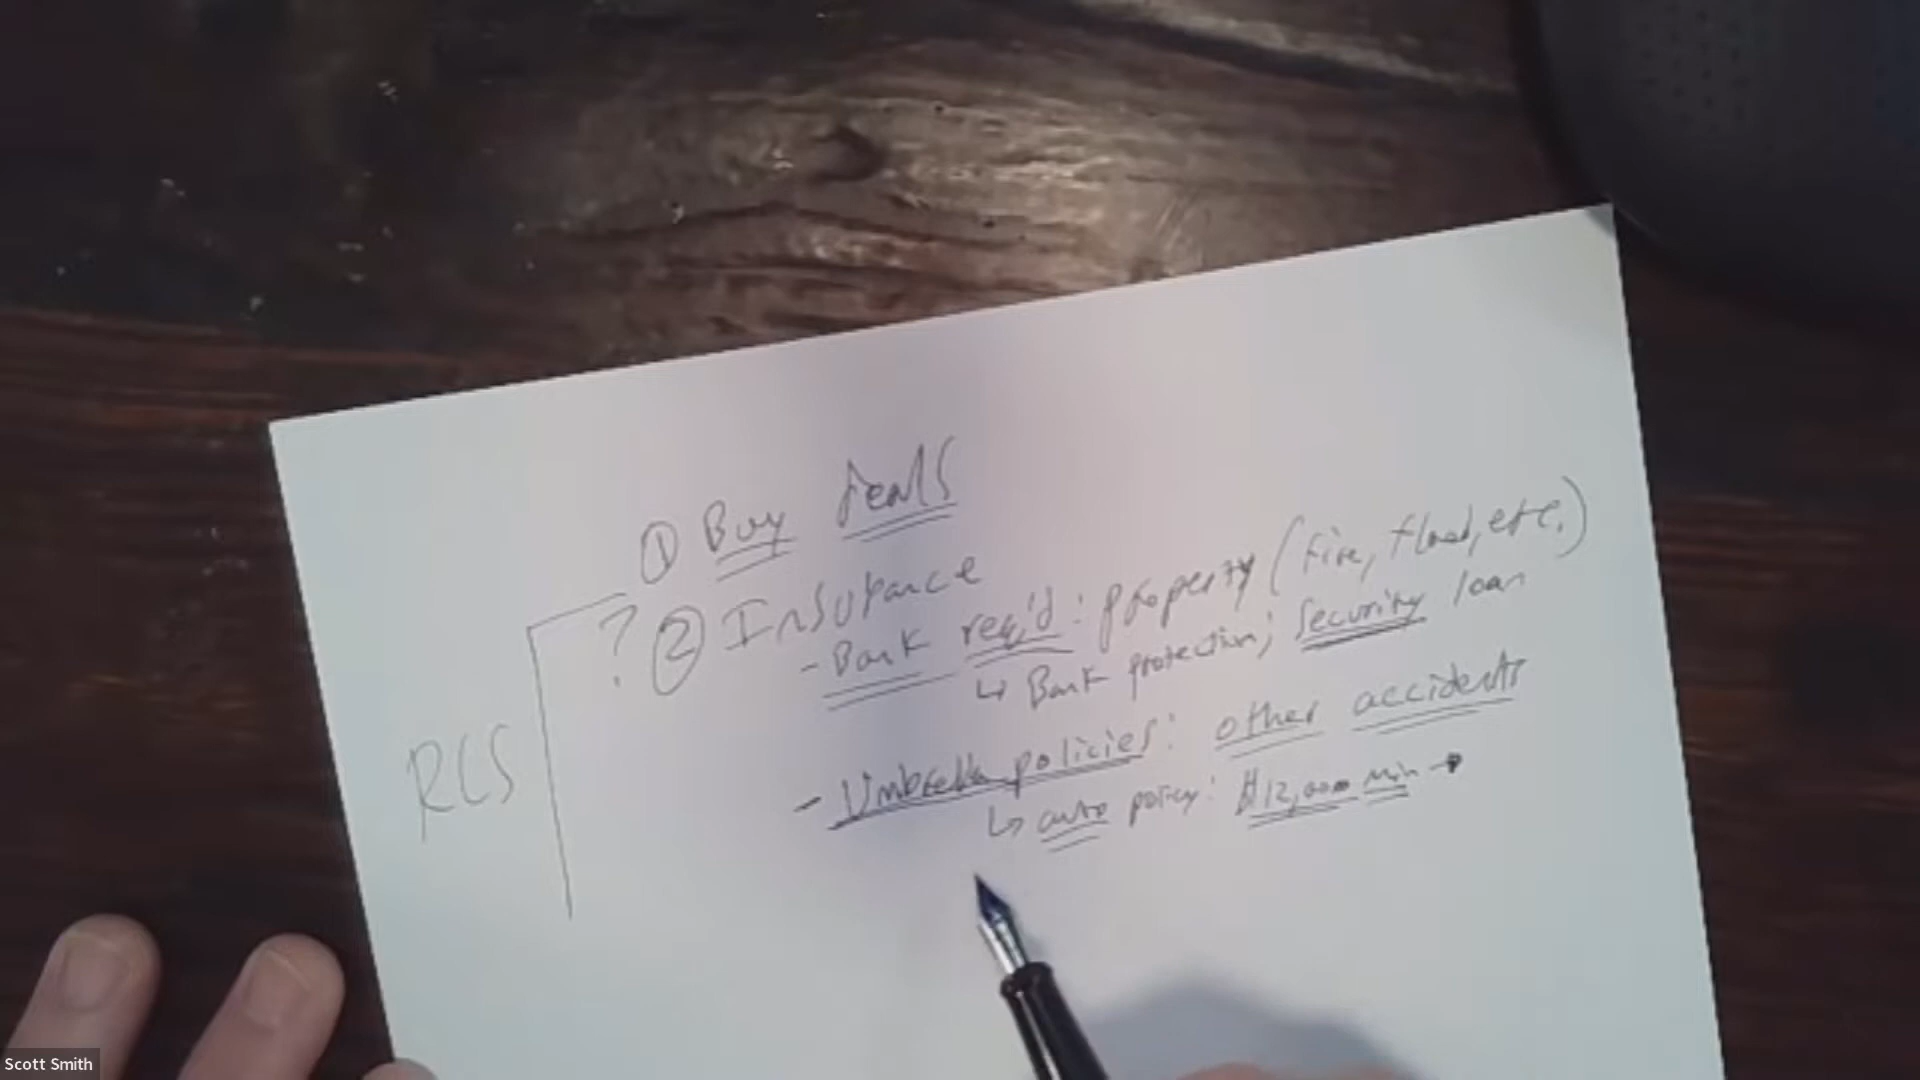 ① Buy deals
? ② Insurance
- Bank req'd: property (fire, flood, etc.)
↳ Bank protection; security loan
RCS
- Umbrella policies: other accidents
↳ auto policy: $12,000 min →
Scott Smith